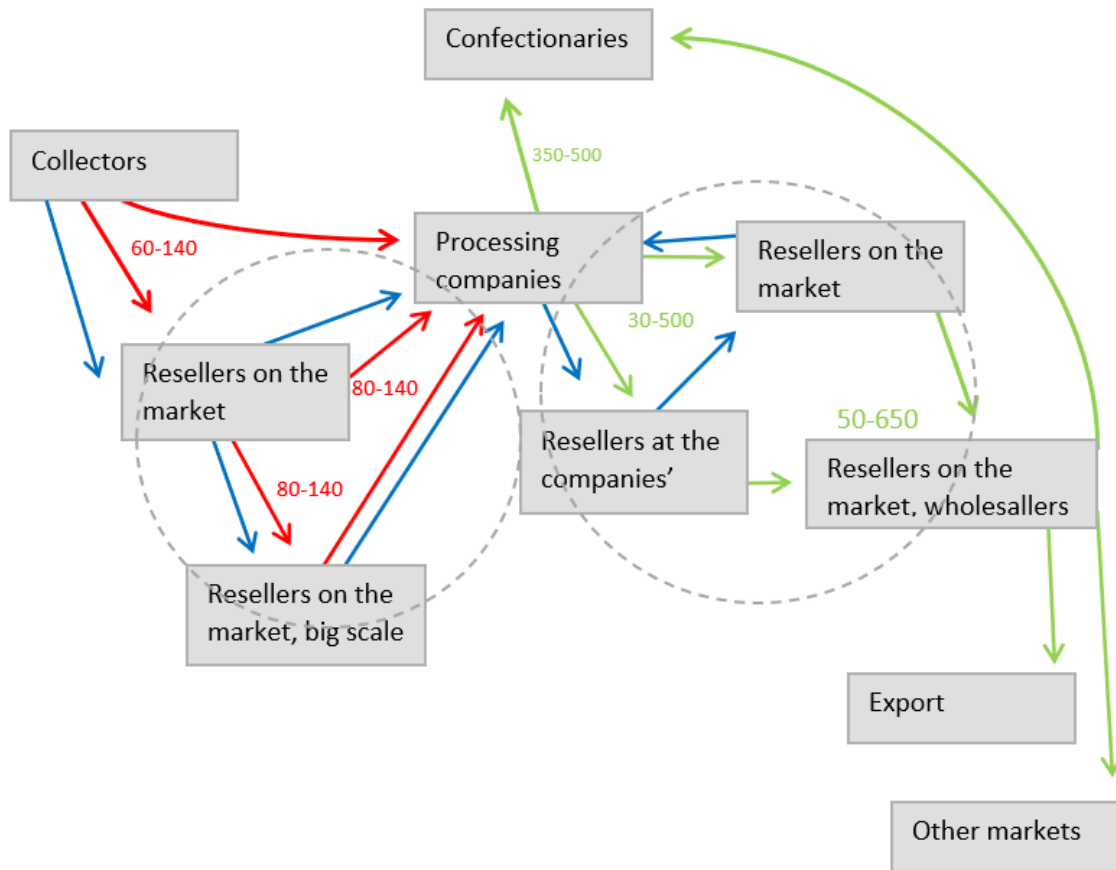 Confectionaries
Collectors
350-500
60-140
Processing
companies
Resellers on the
market
30-500
Resellers on the
market
80-140
80-140
Resellers at the
companies’
50-650
Resellers on the
market, wholesallers
Resellers on the
market, big scale
Export
Other markets